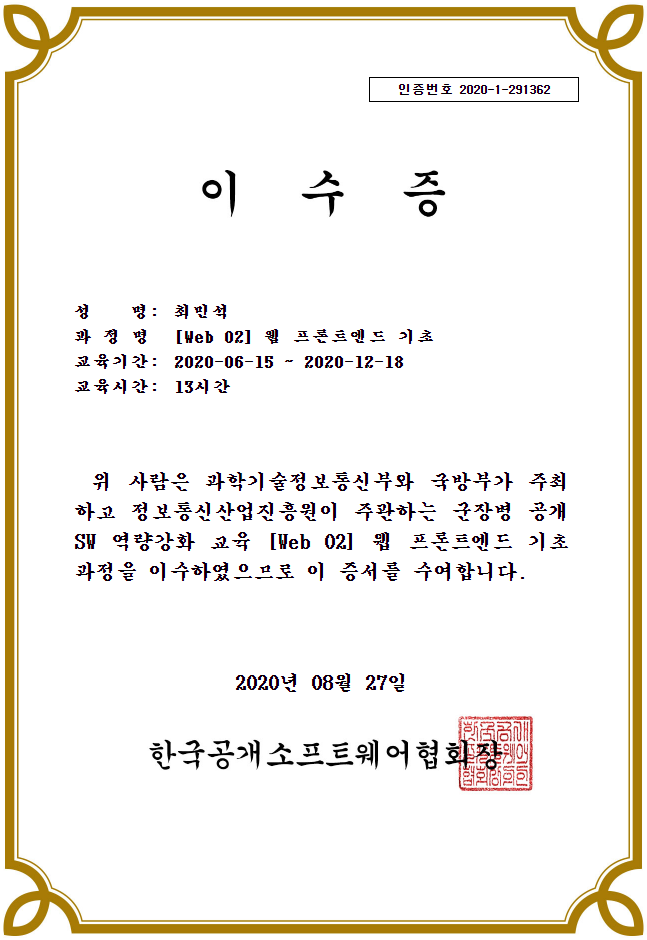 인증번호 2020-1-291362
이 수 증
성 명: 최민석
과 정 명 [Web 02] 웹 프론트엔드 기초
교육기간: 2020-06-15 ~ 2020-12-18
교육시간: 13시간
위 사람은 과학기술정보통신부와 국방부가 주최
하고 정보통신산업진흥원이 주관하는 군장병 공개
SW 역량강화 교육 [Web 02] 웹 프론트엔드 기초
과정을 이수하였으므로 이 증서를 수여합니다.
2020년 08월 27일
한국공개소프트웨어협회장